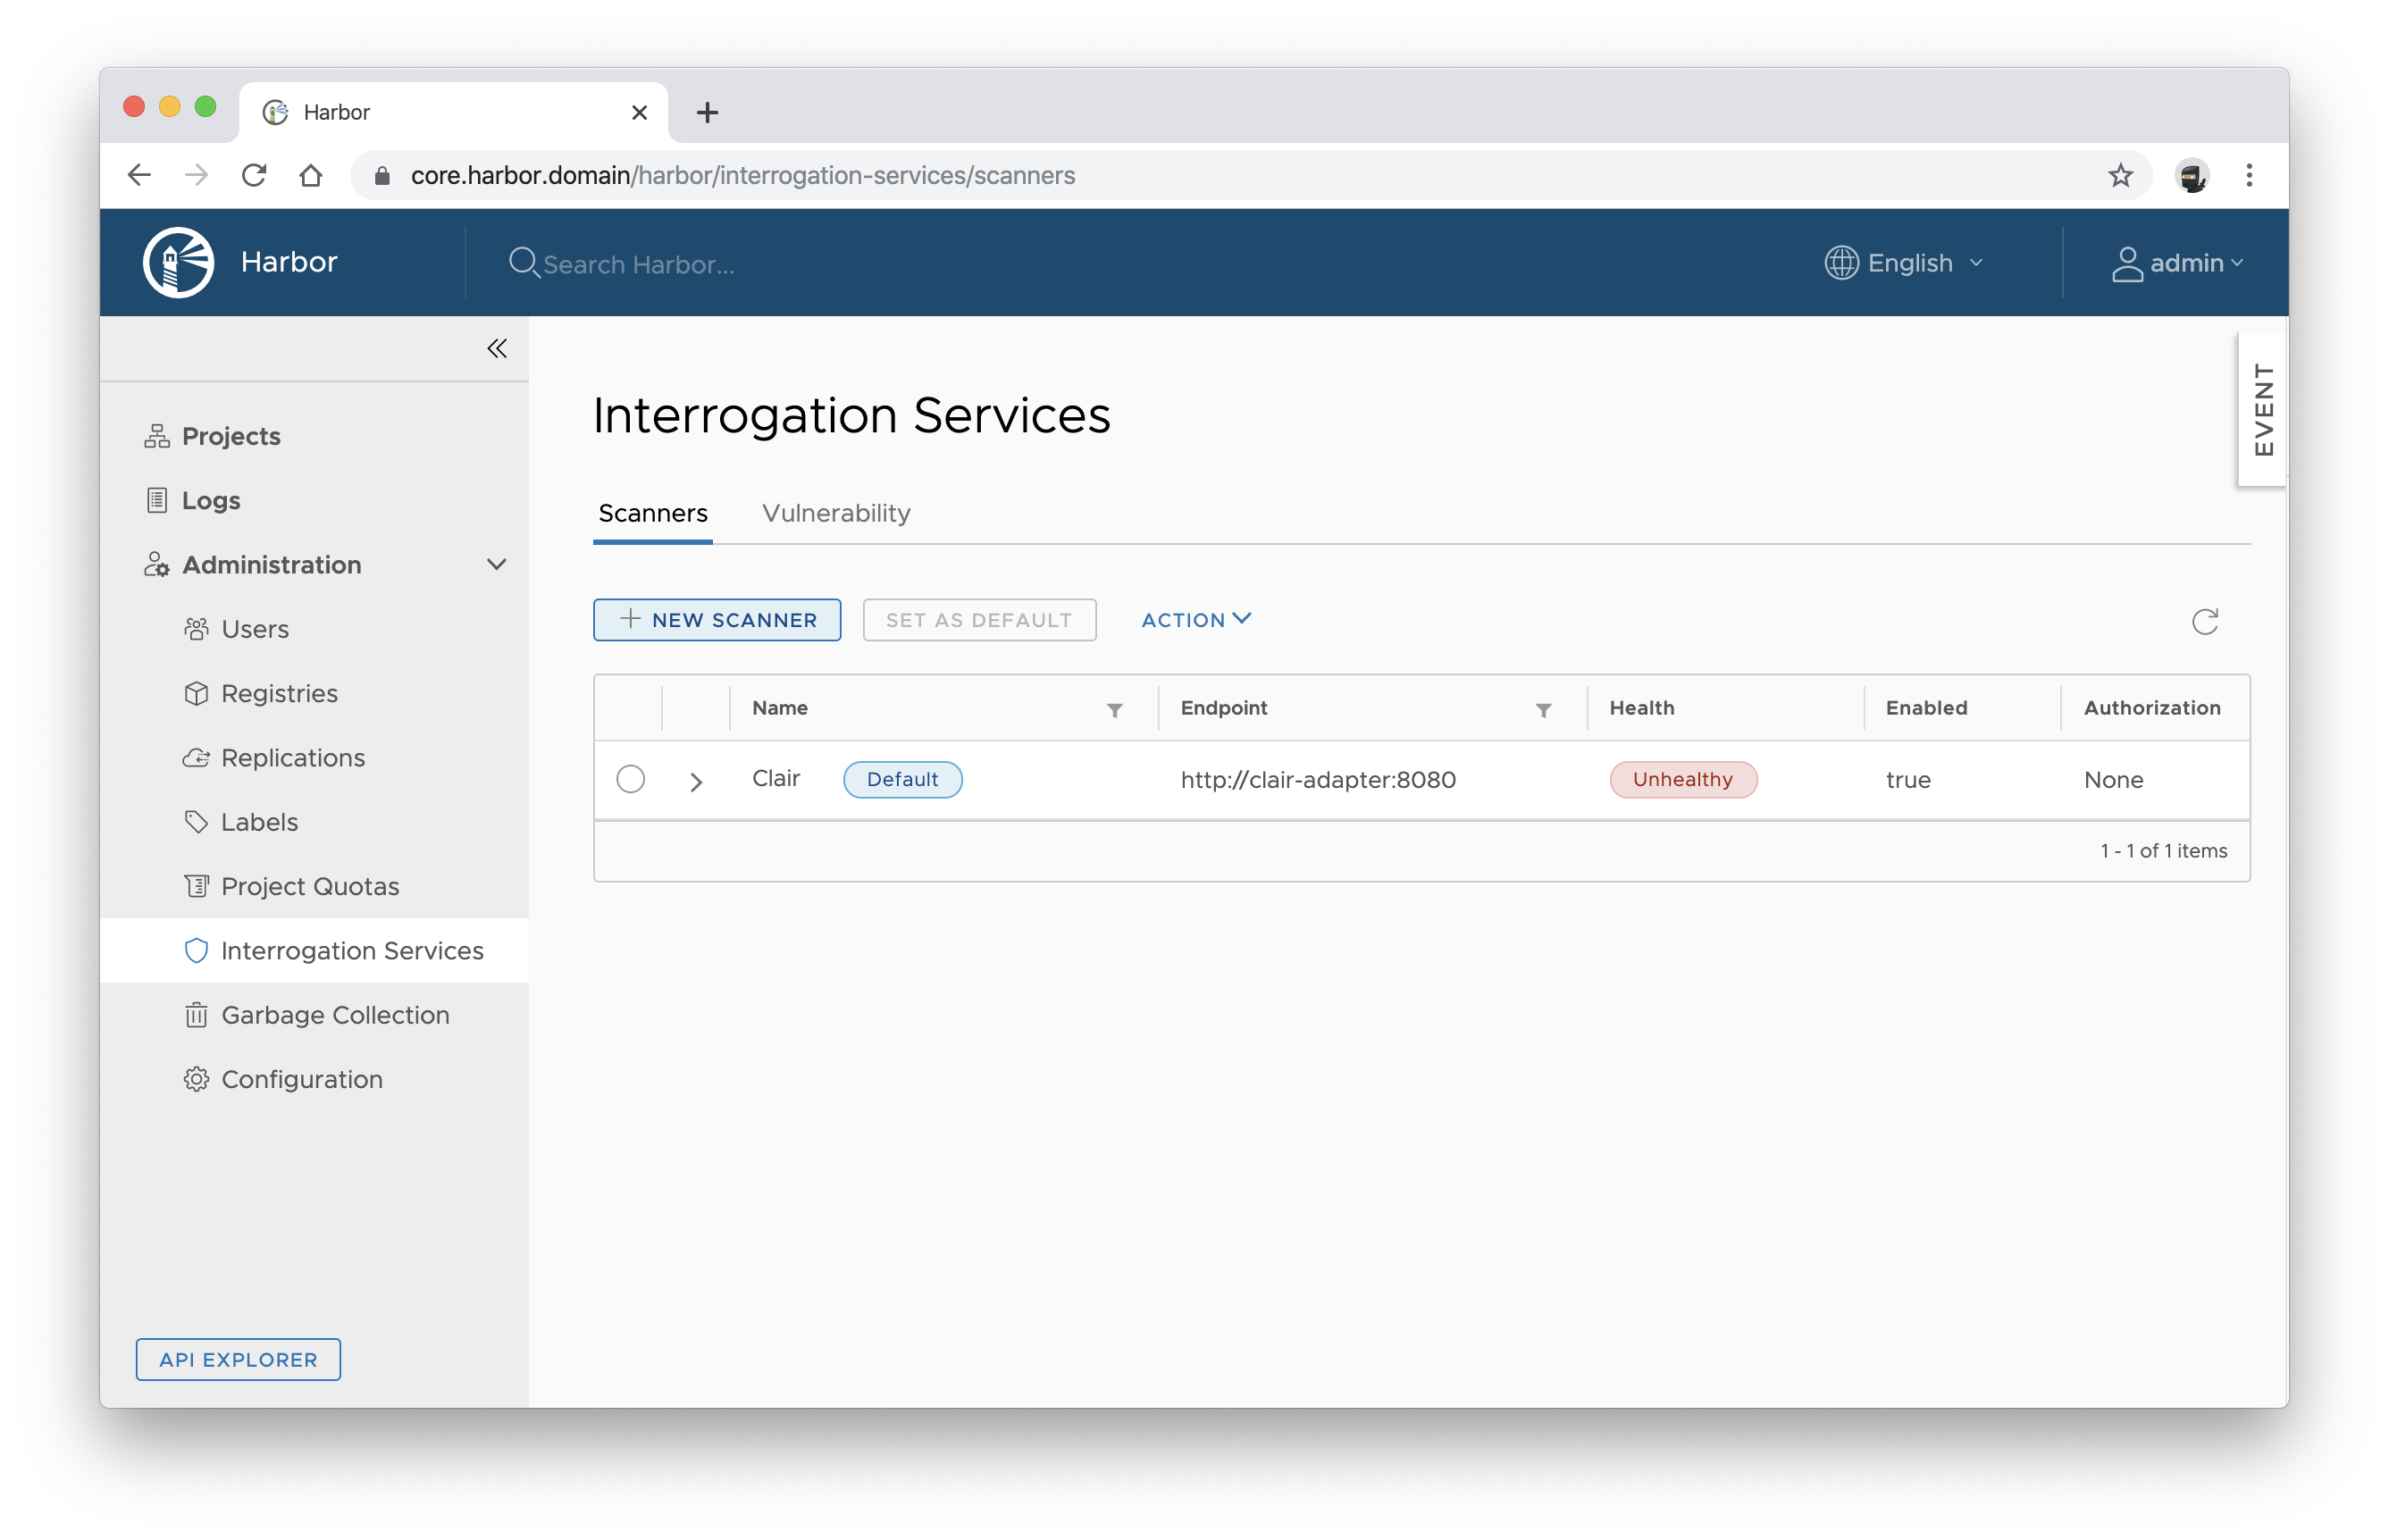 Harbor
core.harbor.domain/harbor/interrogation-services/scanners
Harbor
Search Harbor...
English
admin
EVENT
Projects
Logs
Administration
Users
Registries
Replications
Labels
Project Quotas
Interrogation Services
Garbage Collection
Configuration
API EXPLORER
Interrogation Services
Scanners Vulnerability
NEW SCANNER SET AS DEFAULT ACTION
Name Endpoint Health Enabled Authorization
Clair Default http://clair-adapter:8080 Unhealthy true None
1 - 1 of 1 items